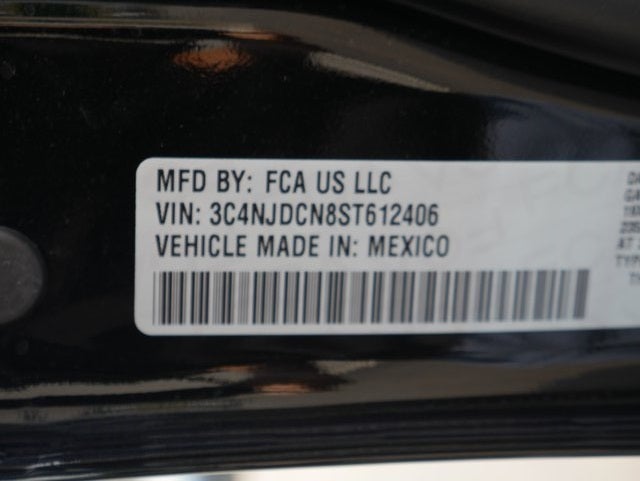 MFD BY: FCA US LLC
VIN: 3C4NJDCN8ST612406
VEHICLE MADE IN: MEXICO